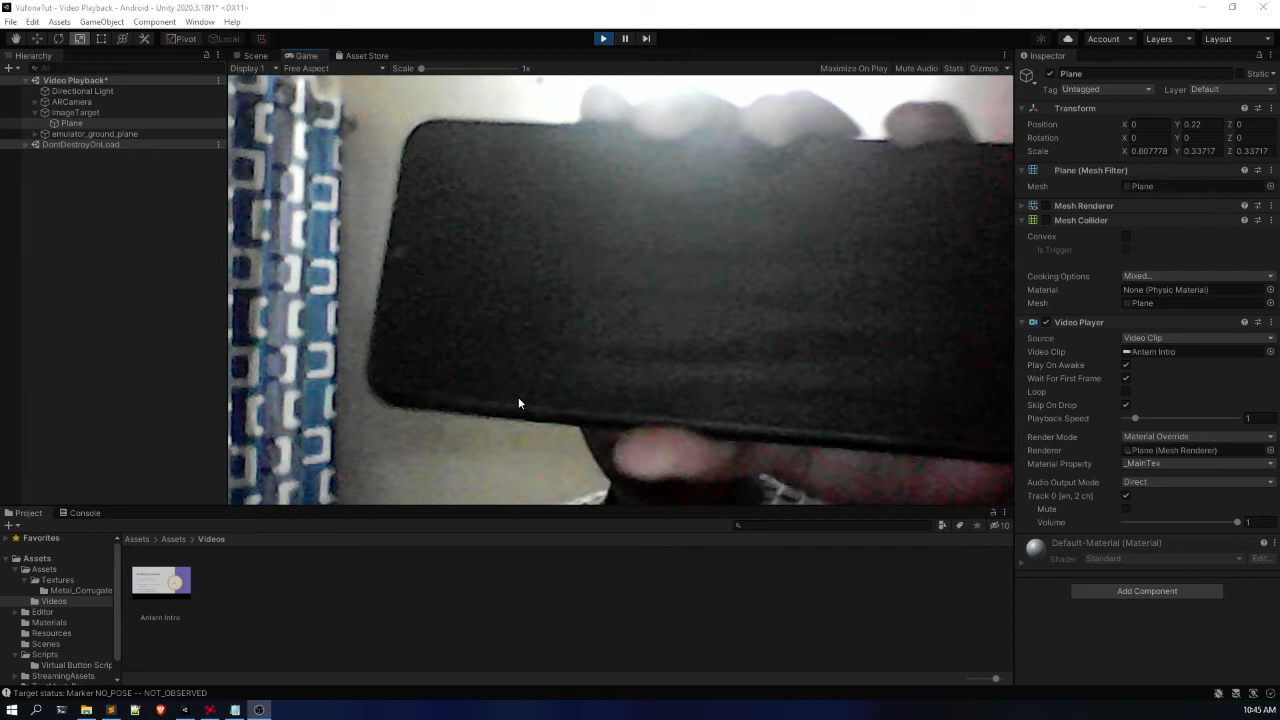 VuforiaTut - Video Playback - Android - Unity 2020.3.18f1* <DX11>
File Edit Assets GameObject Component Window Help
Pivot Local Account Layers Layout
Hierarchy Scene Game Asset Store Inspector
All Display 1 Free Aspect Scale 1x Maximize On Play Mute Audio Stats Gizmos
Video Playback*
Directional Light
ARCamera
ImageTarget
Plane
emulator_ground_plane
DontDestroyOnLoad
Plane Static
Tag Untagged Layer Default
Transform
Position X 0 Y 0.22 Z 0
Rotation X 0 Y 0 Z 0
Scale X 0.607778 Y 0.33717 Z 0.33717
Plane (Mesh Filter)
Mesh Plane
Mesh Renderer
Mesh Collider
Convex
Is Trigger
Cooking Options Mixed...
Material None (Physic Material)
Mesh Plane
Video Player
Source Video Clip
Video Clip Antern Intro
Play On Awake
Wait For First Frame
Loop
Skip On Drop
Playback Speed 1
Render Mode Material Override
Renderer Plane (Mesh Renderer)
Material Property _MainTex
Audio Output Mode Direct
Track 0 [en, 2 ch]
Mute
Volume 1
Default-Material (Material)
Shader Standard Edit...
Add Component
Project Console
10
Favorites
Assets
Assets
Textures
Metal_Corrugate
Videos
Editor
Materials
Resources
Scenes
Scripts
Virtual Button Scrip
StreamingAssets
Assets > Assets > Videos
Antern Intro
Target status: Marker NO_POSE -- NOT_OBSERVED
10:45 AM